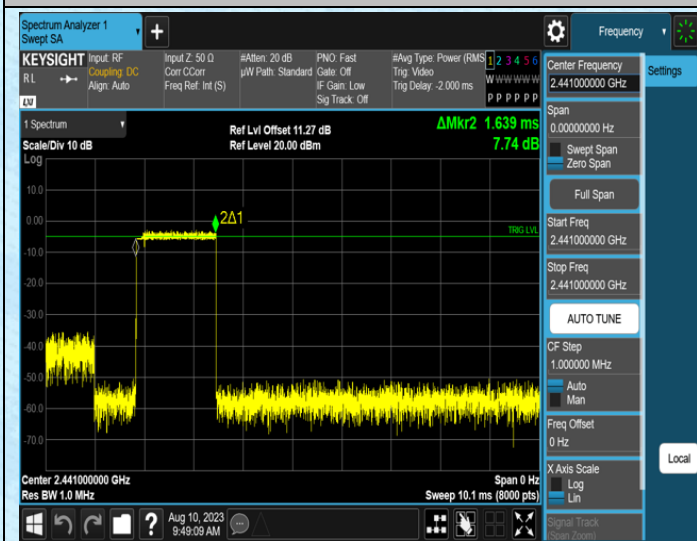 Spectrum Analyzer 1
Swept SA
+
Frequency
KEYSIGHT
RL
LXI
Input: RF
Coupling: DC
Align: Auto
Input Z: 50 Ω
Corr CCorr
Freq Ref: Int (S)
#Atten: 20 dB
µW Path: Standard
PNO: Fast
Gate: Off
IF Gain: Low
Sig Track: Off
#Avg Type: Power (RMS
Trig: Video
Trig Delay: -2.000 ms
1 2 3 4 5 6
W W W W W W
P P P P P P
1 Spectrum
Scale/Div 10 dB
Log
Ref Lvl Offset 11.27 dB
Ref Level 20.00 dBm
ΔMkr2 1.639 ms
7.74 dB
10.0
0.00
-10.0
-20.0
-30.0
-40.0
-50.0
-60.0
-70.0
2Δ1
TRIG LVL
Center 2.441000000 GHz
Res BW 1.0 MHz
Span 0 Hz
Sweep 10.1 ms (8000 pts)
?
Aug 10, 2023
9:49:09 AM
Center Frequency
2.441000000 GHz
Span
0.00000000 Hz
Swept Span
Zero Span
Full Span
Start Freq
2.441000000 GHz
Stop Freq
2.441000000 GHz
AUTO TUNE
CF Step
1.000000 MHz
Auto
Man
Freq Offset
0 Hz
X Axis Scale
Log
Lin
Signal Track
(Span Zoom)
Settings
Local